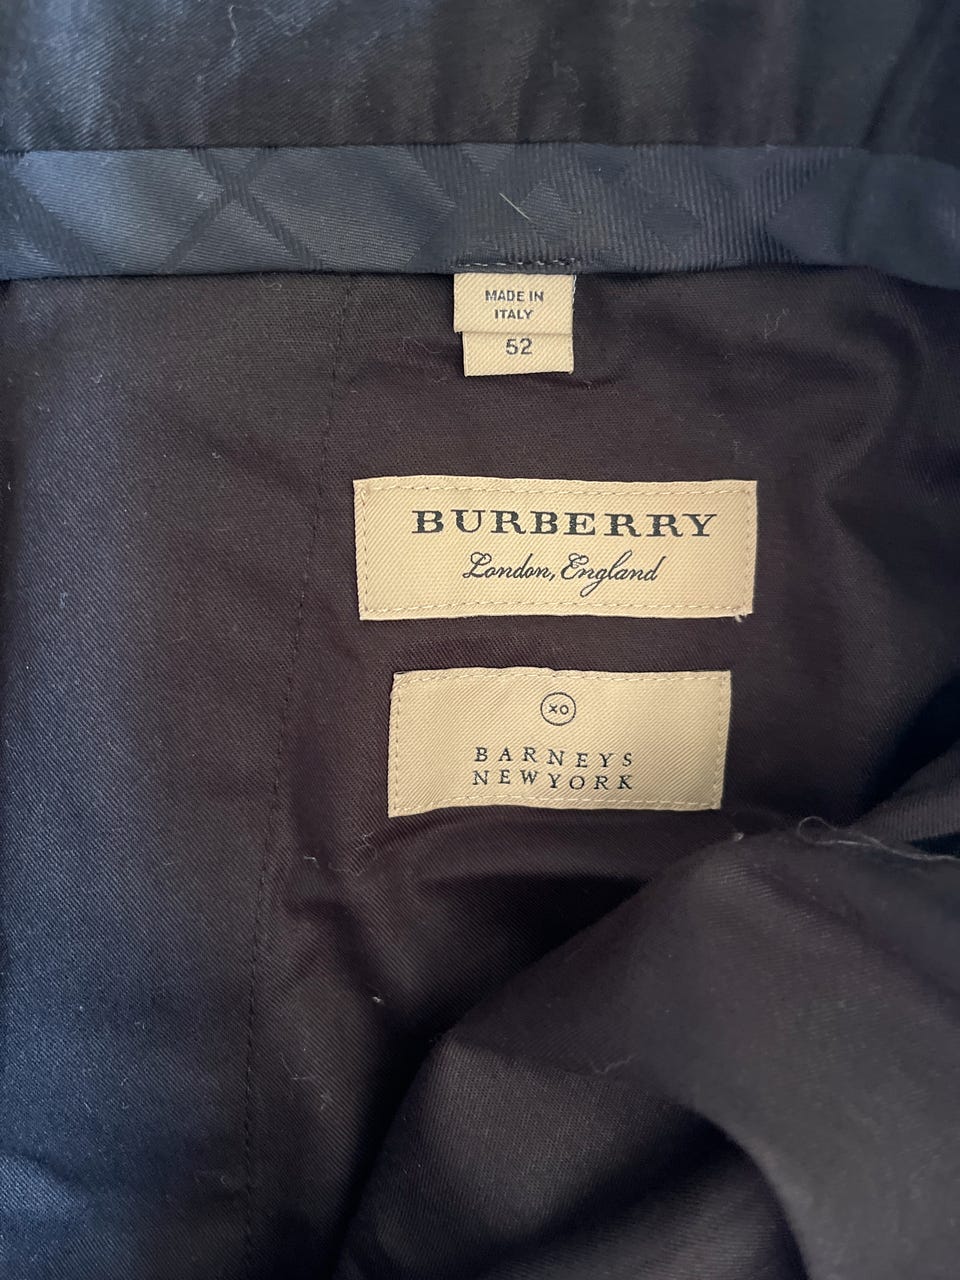 MADE IN
ITALY
52
BURBERRY
London, England
XO
BARNEYS
NEWYORK